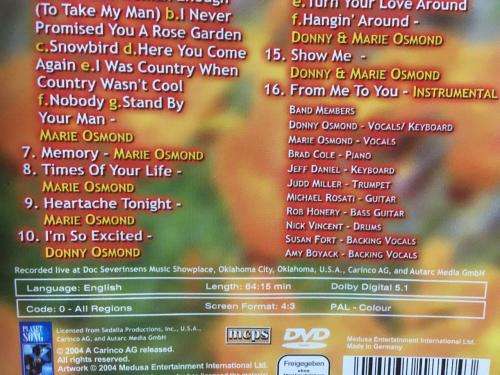 (To Take My Man) b.I Never
Promised You A Rose Garden
c.Snowbird d.Here You Come
Again e.I Was Country When
Country Wasn't Cool
f.Nobody g.Stand By
Your Man -
MARIE OSMOND
7. Memory - MARIE OSMOND
8. Times Of Your Life -
MARIE OSMOND
9. Heartache Tonight -
MARIE OSMOND
10. I'm So Excited -
DONNY OSMOND
e.Turn Your Love Around
f.Hangin' Around -
DONNY & MARIE OSMOND
15. Show Me -
DONNY & MARIE OSMOND
16. From Me To You - INSTRUMENTAL
BAND MEMBERS
DONNY OSMOND - VOCALS/ KEYBOARD
MARIE OSMOND - VOCALS
BRAD COLE - PIANO
JEFF DANIEL - KEYBOARD
JUDD MILLER - TRUMPET
MICHAEL ROSATI - GUITAR
ROB HONERY - BASS GUITAR
NICK VINCENT - DRUMS
SUSAN FORT - BACKING VOCALS
AMY BOYACK - BACKING VOCALS
Recorded live at Doc Severinsens Music Showplace, Oklahoma City, Oklahoma, U.S.A., Carinco AG, and Autarc Media GmbH
Language: English Length: 64:15 min Dolby Digital 5.1
Code: 0 - All Regions Screen Format: 4:3 PAL - Colour
PLANET SONG
Licensed from Sedalia Productions, Inc., U.S.A.,
Carinco AG, and Autarc Media GmbH
© 2004 A Carinco AG released.
All rights reserved.
Artwork © 2004 Medusa Entertainment International Ltd.
mcps
DVD
Freigegeben
Medusa Entertainment International Ltd.
Made in Germany